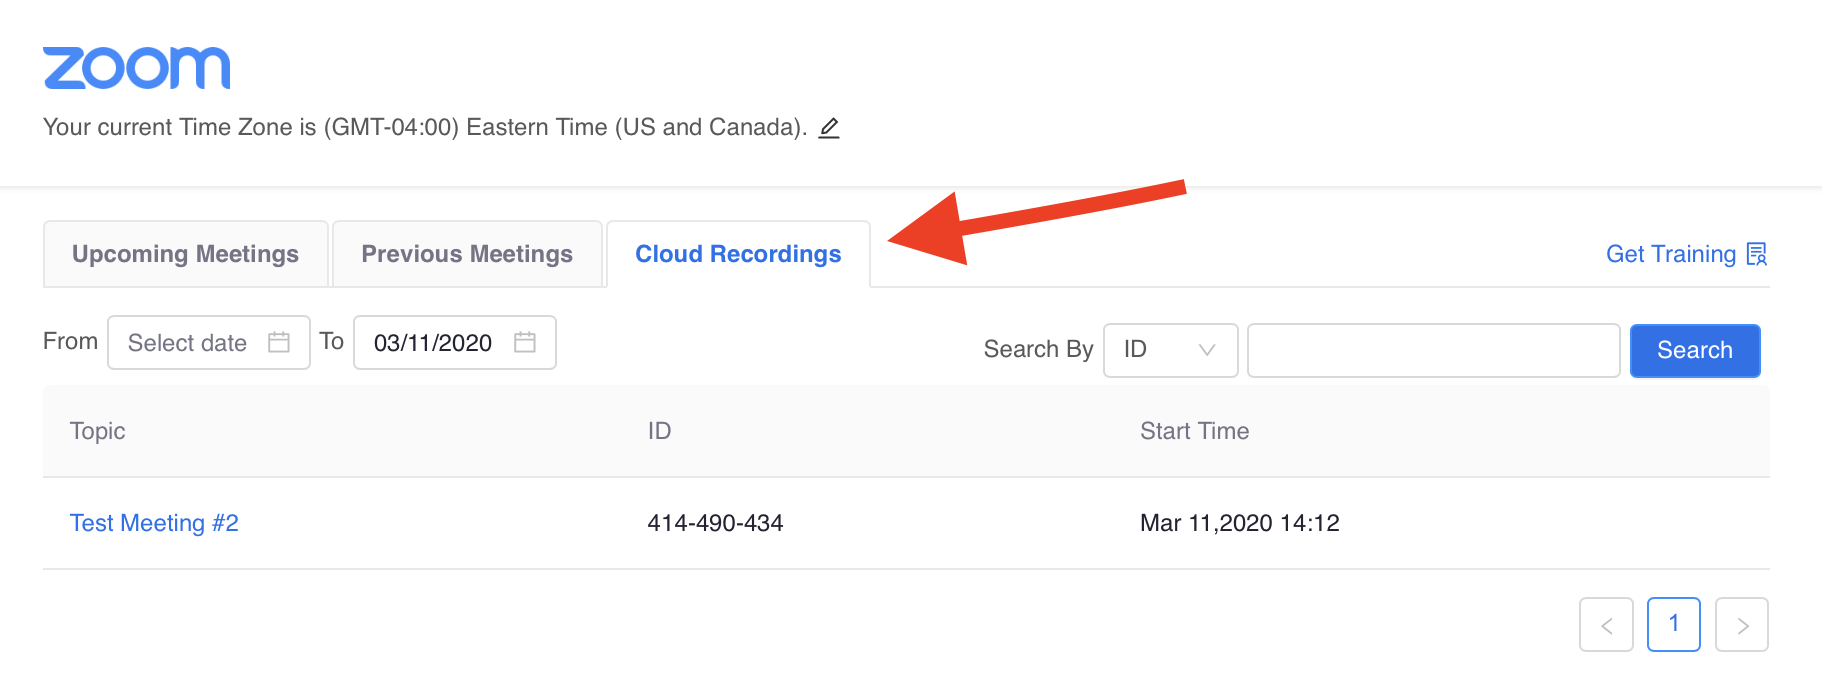 zoom
Your current Time Zone is (GMT-04:00) Eastern Time (US and Canada).
Upcoming Meetings Previous Meetings Cloud Recordings Get Training
From Select date To 03/11/2020 Search By ID Search
Topic ID Start Time
Test Meeting #2 414-490-434 Mar 11,2020 14:12
< 1 >